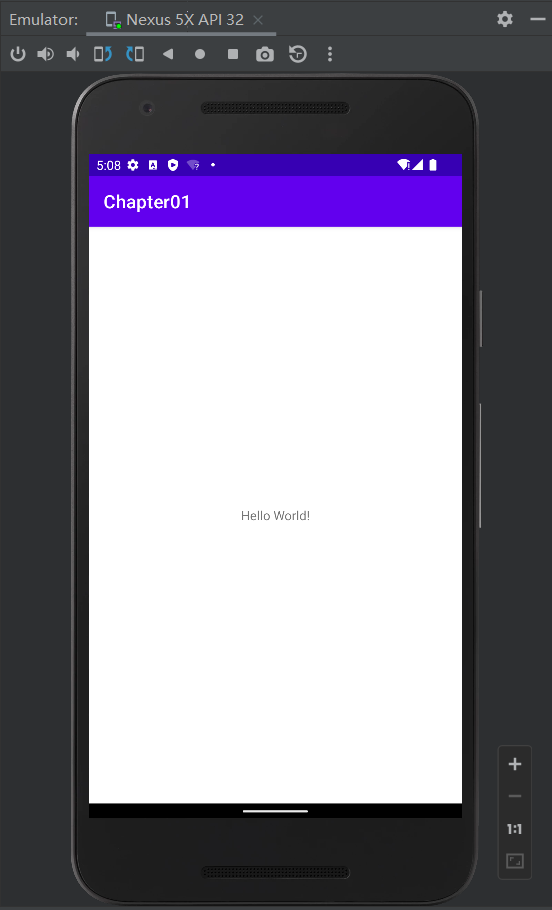 Emulator: Nexus 5X API 32
5:08
Chapter01
Hello World!
1:1